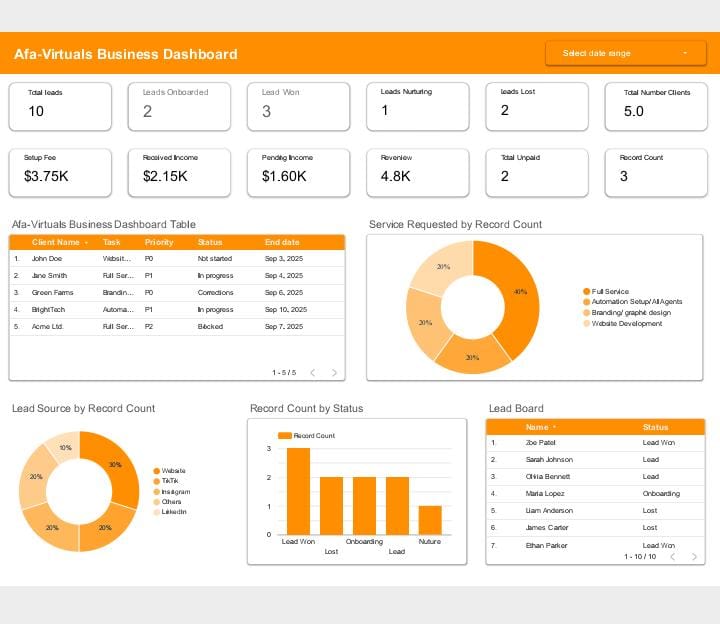 Afa-Virtuals Business Dashboard
Select date range
Total leads
10
Leads Onboarded
2
Lead Won
3
Leads Nurturing
1
leads Lost
2
Total Number Clients
5.0
Setup Fee
$3.75K
Received Income
$2.15K
Pending Income
$1.60K
4.8K
Total Unpaid
2
Record Count
3
Afa-Virtuals Business Dashboard Table
Client Name Task Priority Status End date
1. John Doe Websit... P0 Not started Sep 3, 2025
2. Jane Smith Full Ser... P1 In progress Sep 4, 2025
3. Green Farms Brandin... P0 Corrections Sep 6, 2025
4. BrightTech Automa... P1 In progress Sep 10, 2025
5. Acme Ltd. Full Ser... P2 Blocked Sep 7, 2025
1 - 5 / 5
Service Requested by Record Count
20%
40%
20%
20%
Full Service
Automation Setup/ AI Agents
Branding/ graphic design
Website Development
Lead Source by Record Count
10%
30%
20%
20%
20%
Website
TikTik
Instagram
Others
LinkedIn
Record Count by Status
Record Count
3
2
1
0
Lead Won
Lost
Onboarding
Lead
Nuture
Lead Board
Name Status
1. Zoe Patel Lead Won
2. Sarah Johnson Lead
3. Olivia Bennett Lead
4. Maria Lopez Onboarding
5. Liam Anderson Lost
6. James Carter Lost
7. Ethan Parker Lead Won
1 - 10 / 10